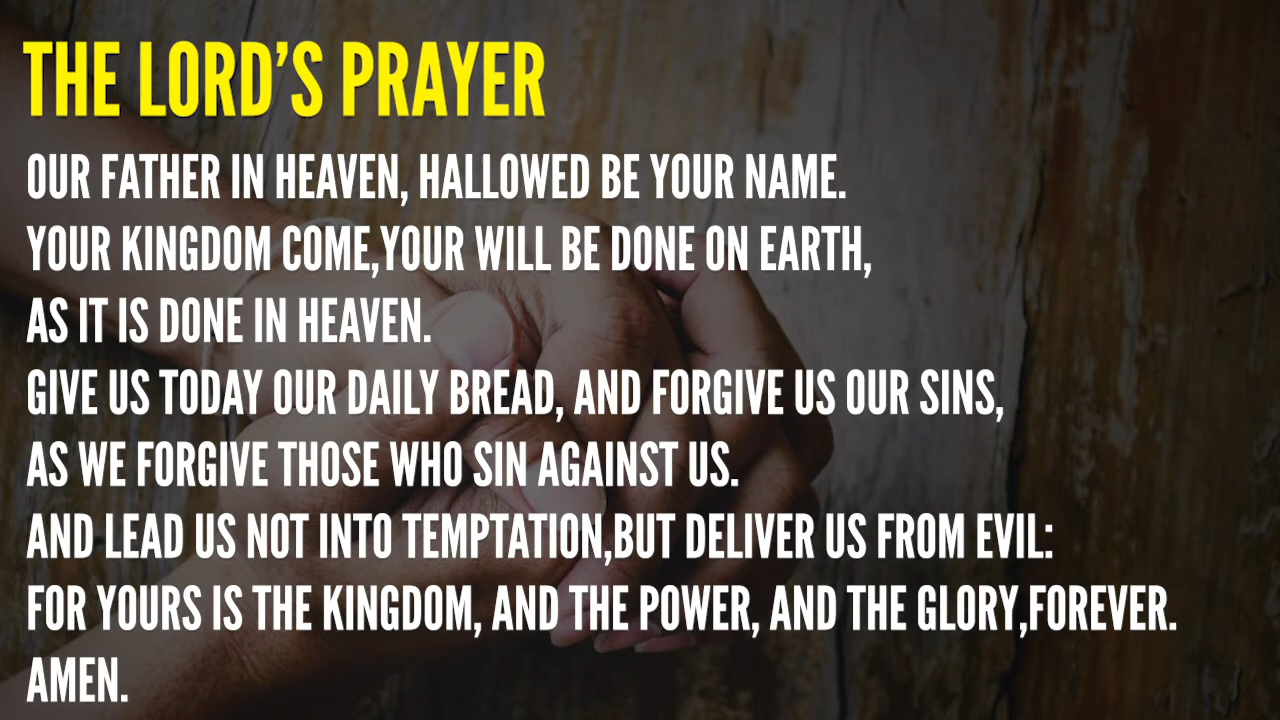 THE LORD’S PRAYER
OUR FATHER IN HEAVEN, HALLOWED BE YOUR NAME.
YOUR KINGDOM COME,YOUR WILL BE DONE ON EARTH,
AS IT IS DONE IN HEAVEN.
GIVE US TODAY OUR DAILY BREAD, AND FORGIVE US OUR SINS,
AS WE FORGIVE THOSE WHO SIN AGAINST US.
AND LEAD US NOT INTO TEMPTATION,BUT DELIVER US FROM EVIL:
FOR YOURS IS THE KINGDOM, AND THE POWER, AND THE GLORY,FOREVER.
AMEN.